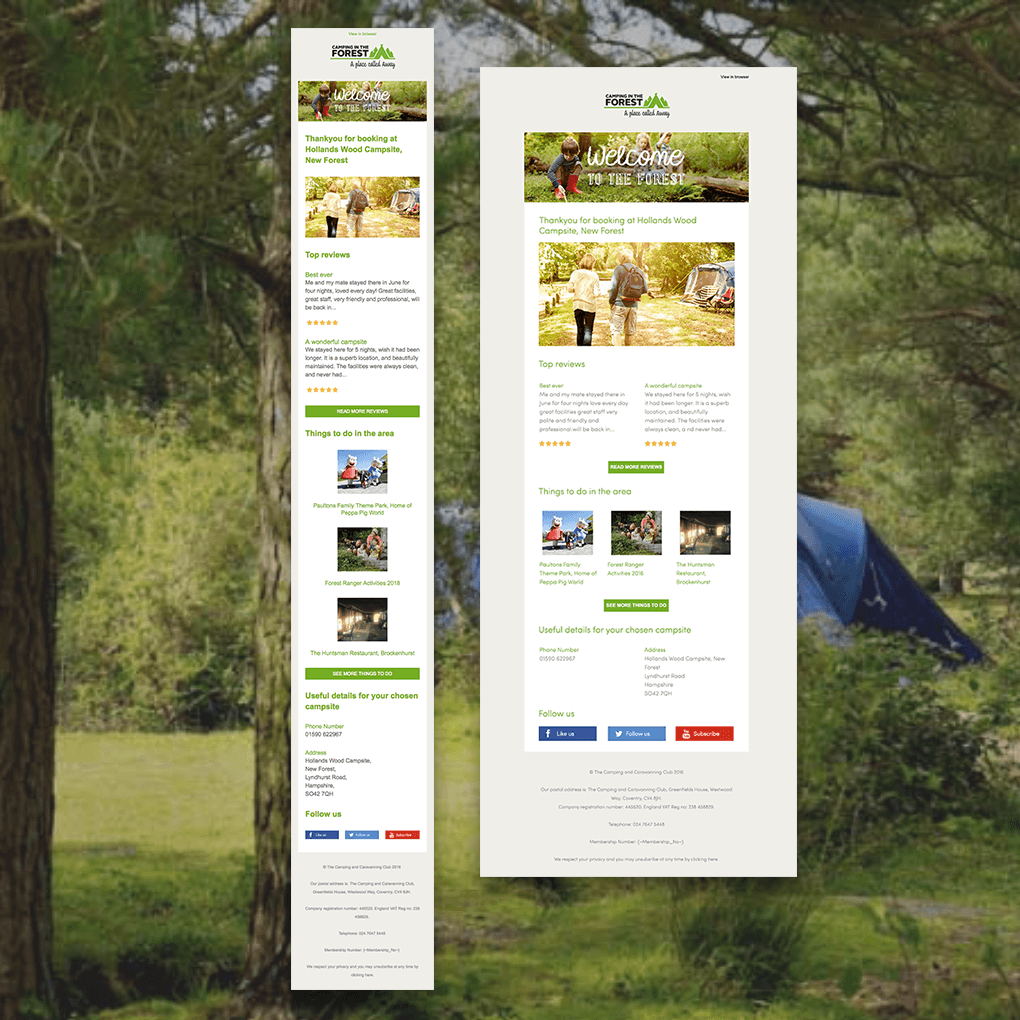 View in browser
CAMPING IN THE
FOREST
A place called Away
Welcome
TO THE FOREST
Thankyou for booking at
Hollands Wood Campsite,
New Forest
Top reviews
Best ever
Me and my mate stayed there in June for
four nights, loved every day! Great facilities,
great staff, very friendly and professional, will
be back in...
A wonderful campsite
We stayed here for 5 nights, wish it had been
longer. It is a superb location, and beautifully
maintained. The facilities were always clean,
and never had...
READ MORE REVIEWS
Things to do in the area
Paultons Family Theme Park, Home of
Peppa Pig World
Forest Ranger Activities 2018
The Huntsman Restaurant, Brockenhurst
SEE MORE THINGS TO DO
Useful details for your chosen
campsite
Phone Number
01590 622967
Address
Hollands Wood Campsite,
New Forest,
Lyndhurst Road,
Hampshire,
SO42 7QH
Follow us
Like us
Follow us
Subscribe
© The Camping and Caravanning Club 2018
Our postal address is: The Camping and Caravanning Club,
Greenfields House, Westwood Way, Coventry, CV4 8JH.
Company registration number: 445520. England VAT Reg no: 238
456829.
Telephone: 024 7647 5448
Membership Number: {~Membership_No~}
We respect your privacy and you may unsubscribe at any time by
clicking here.
View in browser
CAMPING IN THE
FOREST
A place called Away
Welcome
TO THE FOREST
Thankyou for booking at Hollands Wood
Campsite, New Forest
Top reviews
Best ever
Me and my mate stayed there in
June for four nights love every day
great facilities great staff very
polite and friendly and
professional will be back in...
A wonderful campsite
We stayed here for 5 nights, wish
it had been longer. It is a superb
location, and beautifully
maintained. The facilities were
always clean, a nd never had...
READ MORE REVIEWS
Things to do in the area
Paultons Family
Theme Park, Home of
Peppa Pig World
Forest Ranger
Activities 2018
The Huntsman
Restaurant,
Brockenhurst
SEE MORE THINGS TO DO
Useful details for your chosen campsite
Phone Number
01590 622967
Address
Hollands Wood Campsite, New
Forest
Lyndhurst Road
Hampshire
SO42 7QH
Follow us
Like us
Follow us
Subscribe
© The Camping and Caravanning Club 2018
Our postal address is: The Camping and Caravanning Club, Greenfields House, Westwood
Way, Coventry, CV4 8JH.
Company registration number: 445520. England VAT Reg no: 238 456829.
Telephone: 024 7647 5448
Membership Number: {~Membership_No~}
We respect your privacy and you may unsubscribe at any time by clicking here